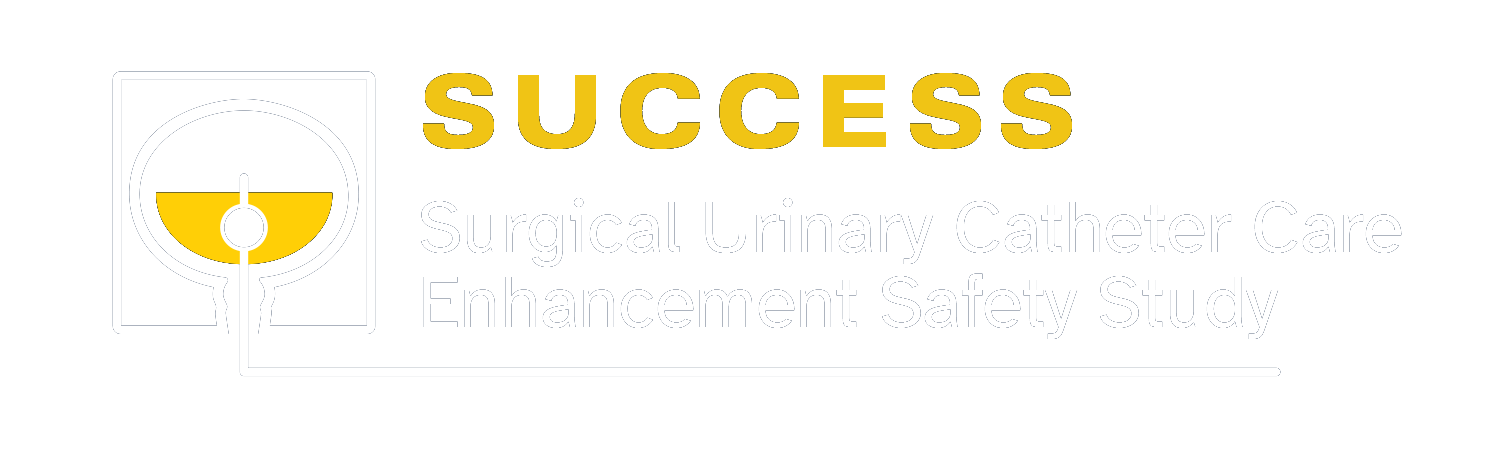 SUCCESS
Surgical Urinary Catheter Care
Enhancement Safety Study